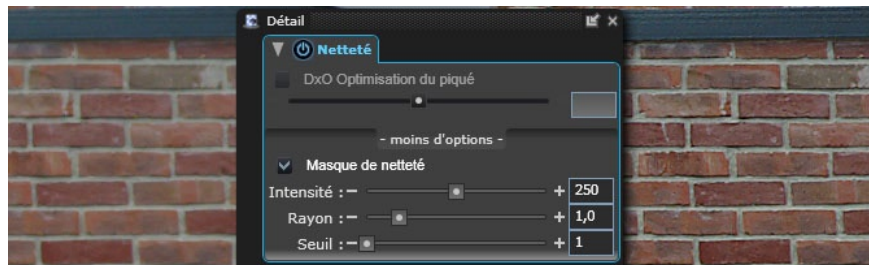 Détail
Netteté
DxO Optimisation du piqué
- moins d'options -
Masque de netteté
Intensité :- + 250
Rayon :- + 1,0
Seuil :- + 1